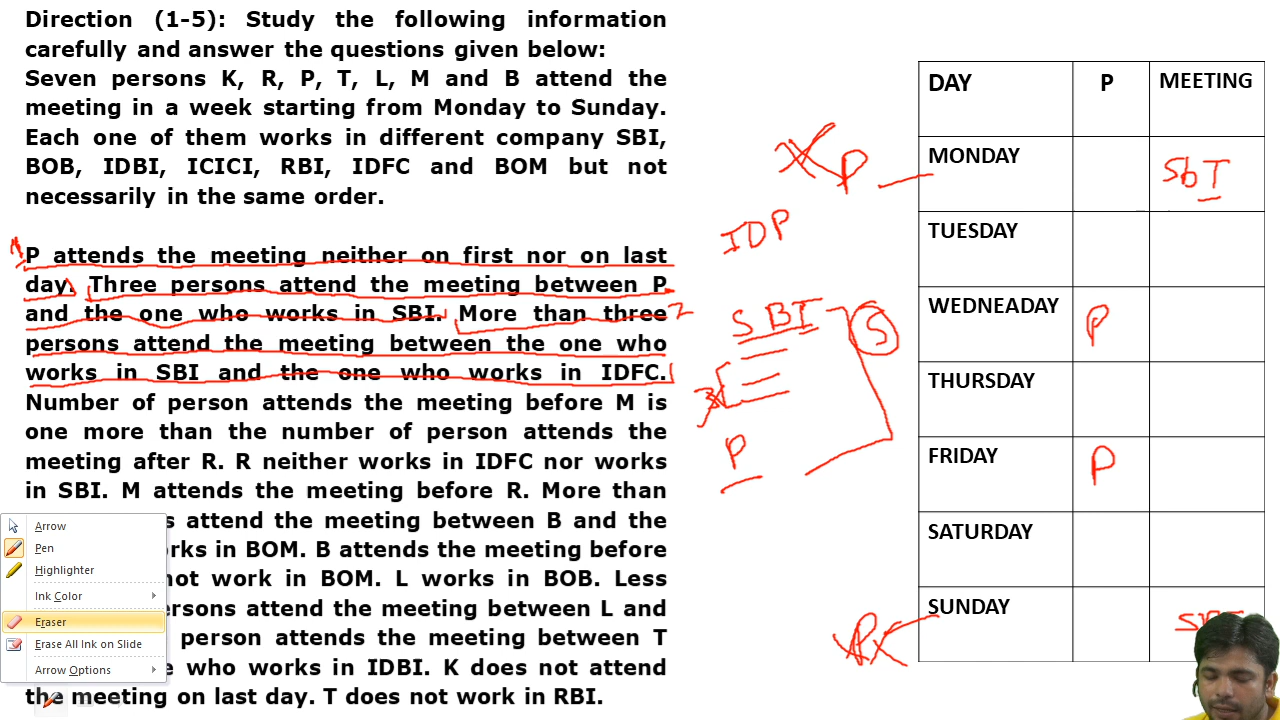 Direction (1-5): Study the following information
carefully and answer the questions given below:
Seven persons K, R, P, T, L, M and B attend the
meeting in a week starting from Monday to Sunday.
Each one of them works in different company SBI,
BOB, IDBI, ICICI, RBI, IDFC and BOM but not
necessarily in the same order.
P attends the meeting neither on first nor on last
day. Three persons attend the meeting between P
and the one who works in SBI. More than three
persons attend the meeting between the one who
works in SBI and the one who works in IDFC.
Number of person attends the meeting before M is
one more than the number of person attends the
meeting after R. R neither works in IDFC nor works
in SBI. M attends the meeting before R. More than
attend the meeting between B and the
works in BOM. B attends the meeting before
not work in BOM. L works in BOB. Less
persons attend the meeting between L and
person attends the meeting between T
who works in IDBI. K does not attend
the meeting on last day. T does not work in RBI.
Arrow
Pen
Highlighter
Ink Color
Eraser
Erase All Ink on Slide
Arrow Options
P
IDP
SBI
5
3
P
2
DAY P MEETING
MONDAY SbI
TUESDAY
WEDNEADAY P
THURSDAY
FRIDAY P
SATURDAY
SUNDAY
P